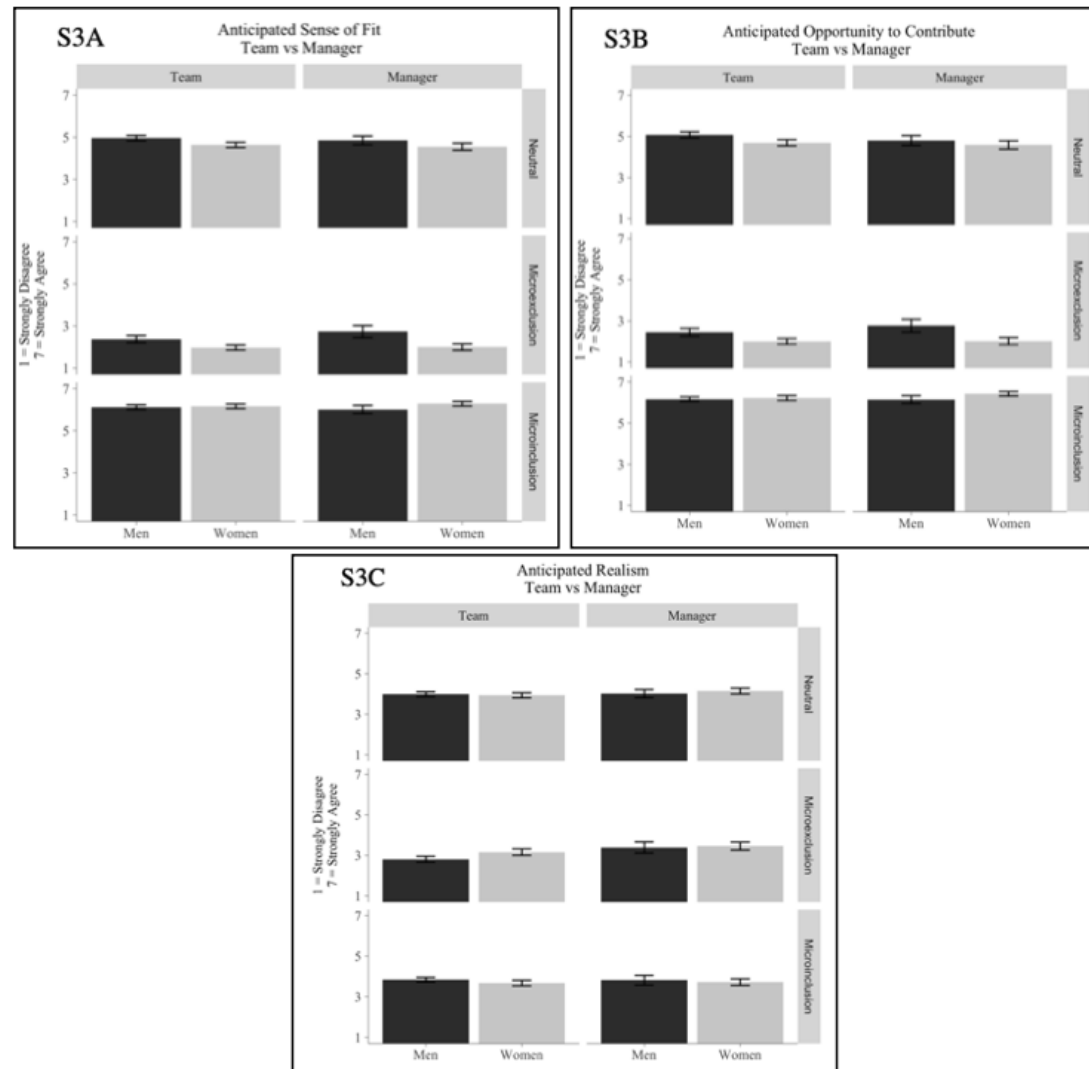 S3A
Anticipated Sense of Fit
Team vs Manager
Team
Manager
7
5
3
1
Neutral
7
5
3
1
Microexclusion
7
5
3
1
Microinclusion
1 = Strongly Disagree
7 = Strongly Agree
Men
Women
Men
Women
S3B
Anticipated Opportunity to Contribute
Team vs Manager
Team
Manager
7
5
3
1
Neutral
7
5
3
1
Microexclusion
7
5
3
1
Microinclusion
1 = Strongly Disagree
7 = Strongly Agree
Men
Women
Men
Women
S3C
Anticipated Realism
Team vs Manager
Team
Manager
7
5
3
1
Neutral
7
5
3
1
Microexclusion
7
5
3
1
Microinclusion
1 = Strongly Disagree
7 = Strongly Agree
Men
Women
Men
Women